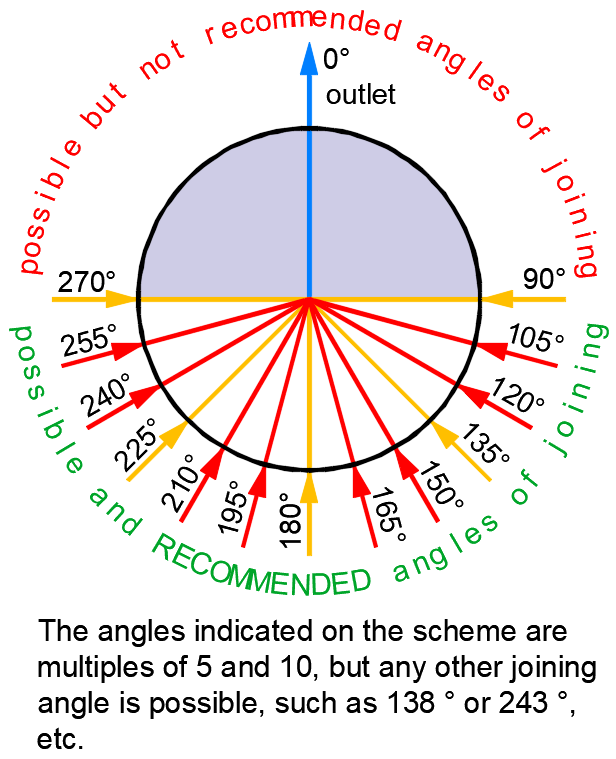 possible but not recommended angles of joining
0°
outlet
270°
90°
255°
105°
240°
120°
225°
135°
210°
150°
195°
165°
180°
possible and RECOMMENDED angles of joining
The angles indicated on the scheme are
multiples of 5 and 10, but any other joining
angle is possible, such as 138 ° or 243 °,
etc.